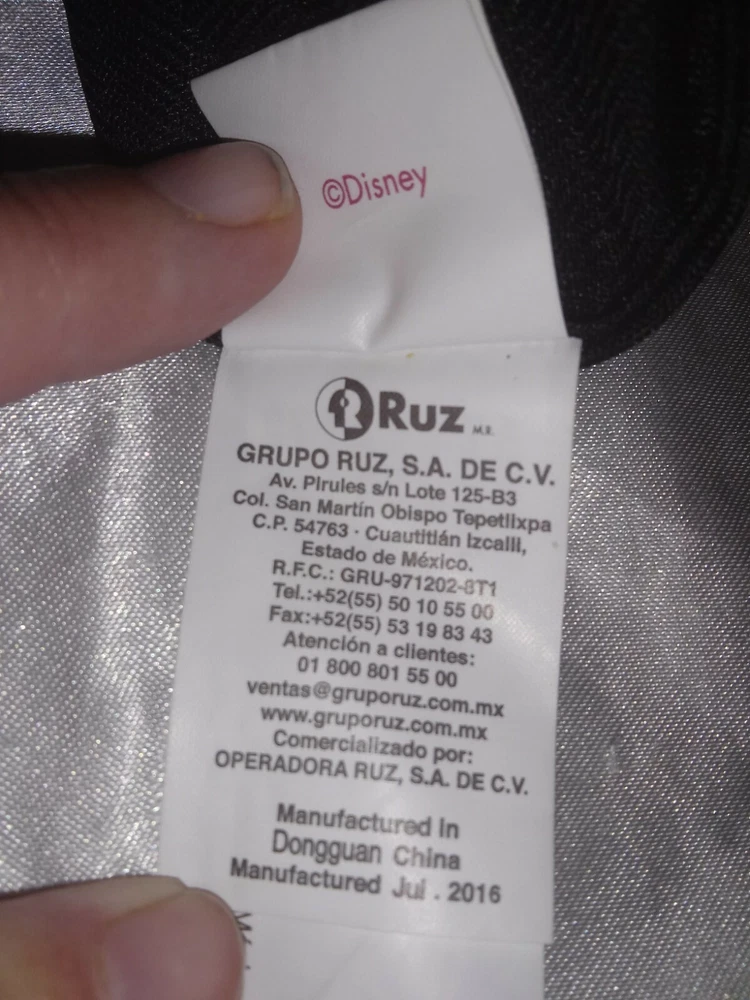 ©Disney
Ruz M.R.
GRUPO RUZ, S.A. DE C.V.
Av. Pirules s/n Lote 125-B3
Col. San Martín Obispo Tepetlixpa
C.P. 54763 · Cuautitlán Izcalli,
Estado de México.
R.F.C.: GRU-971202-8T1
Tel.:+52(55) 50 10 55 00
Fax:+52(55) 53 19 83 43
Atención a clientes:
01 800 801 55 00
ventas@gruporuz.com.mx
www.gruporuz.com.mx
Comercializado por:
OPERADORA RUZ, S.A. DE C.V.
Manufactured in
Dongguan China
Manufactured Jul . 2016